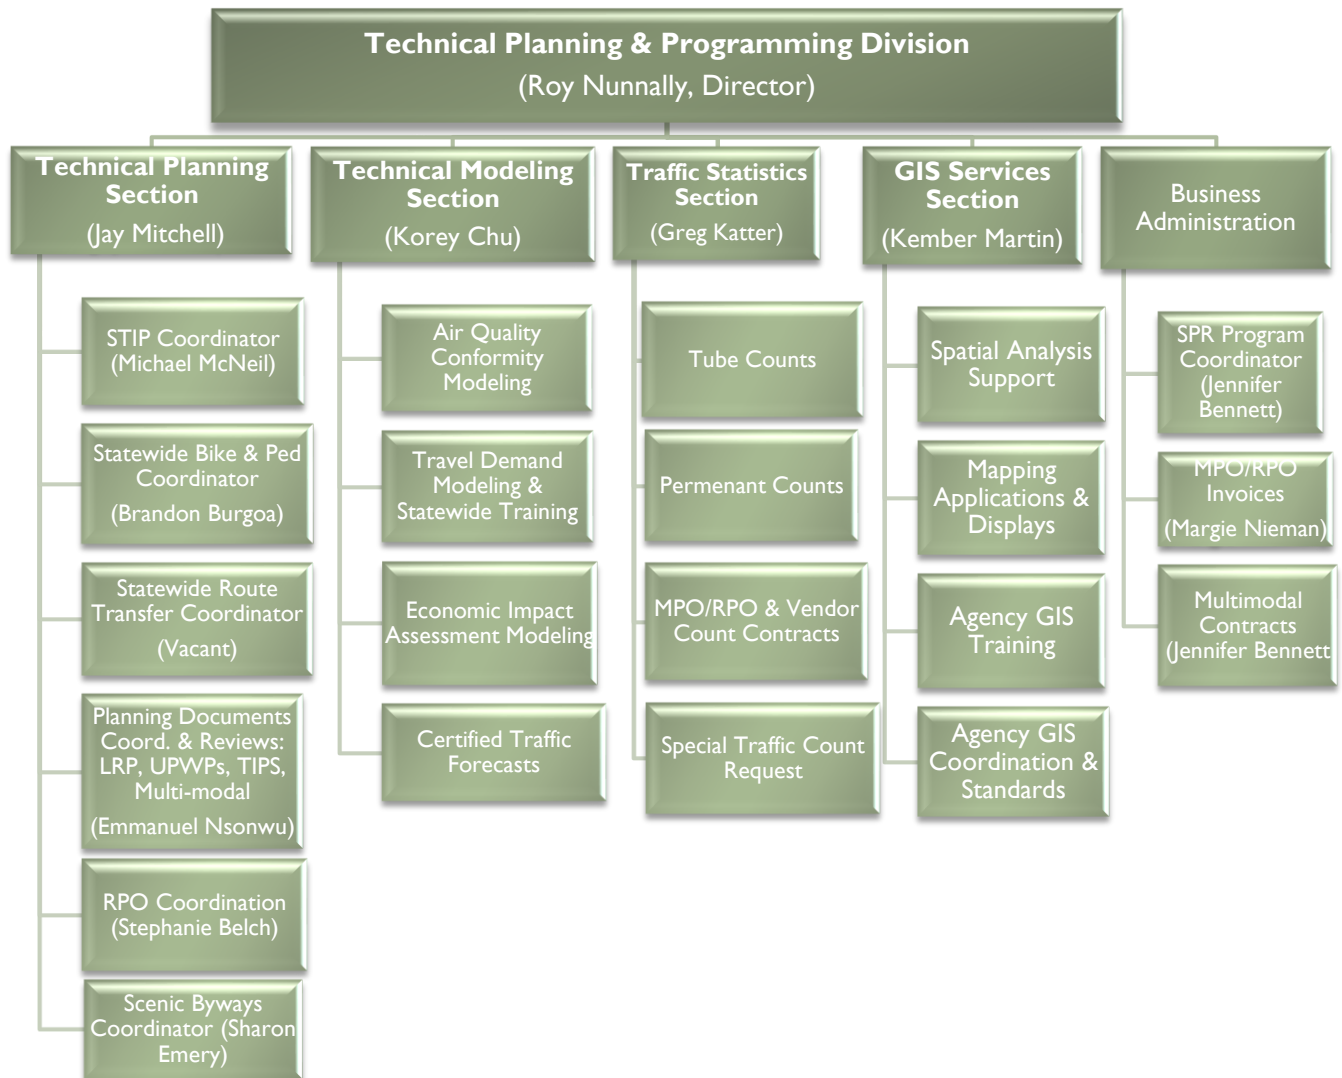 Technical Planning & Programming Division
(Roy Nunnally, Director)
Technical Planning
Section
(Jay Mitchell)
STIP Coordinator
(Michael McNeil)
Statewide Bike & Ped
Coordinator
(Brandon Burgoa)
Statewide Route
Transfer Coordinator
(Vacant)
Planning Documents
Coord. & Reviews:
LRP, UPWPs, TIPS,
Multi-modal
(Emmanuel Nsonwu)
RPO Coordination
(Stephanie Belch)
Scenic Byways
Coordinator (Sharon
Emery)
Technical Modeling
Section
(Korey Chu)
Air Quality
Conformity
Modeling
Travel Demand
Modeling &
Statewide Training
Economic Impact
Assessment Modeling
Certified Traffic
Forecasts
Traffic Statistics
Section
(Greg Katter)
Tube Counts
Permenant Counts
MPO/RPO & Vendor
Count Contracts
Special Traffic Count
Request
GIS Services
Section
(Kember Martin)
Spatial Analysis
Support
Mapping
Applications &
Displays
Agency GIS
Training
Agency GIS
Coordination &
Standards
Business
Administration
SPR Program
Coordinator
(Jennifer
Bennett)
MPO/RPO
Invoices
(Margie Nieman)
Multimodal
Contracts
(Jennifer Bennett